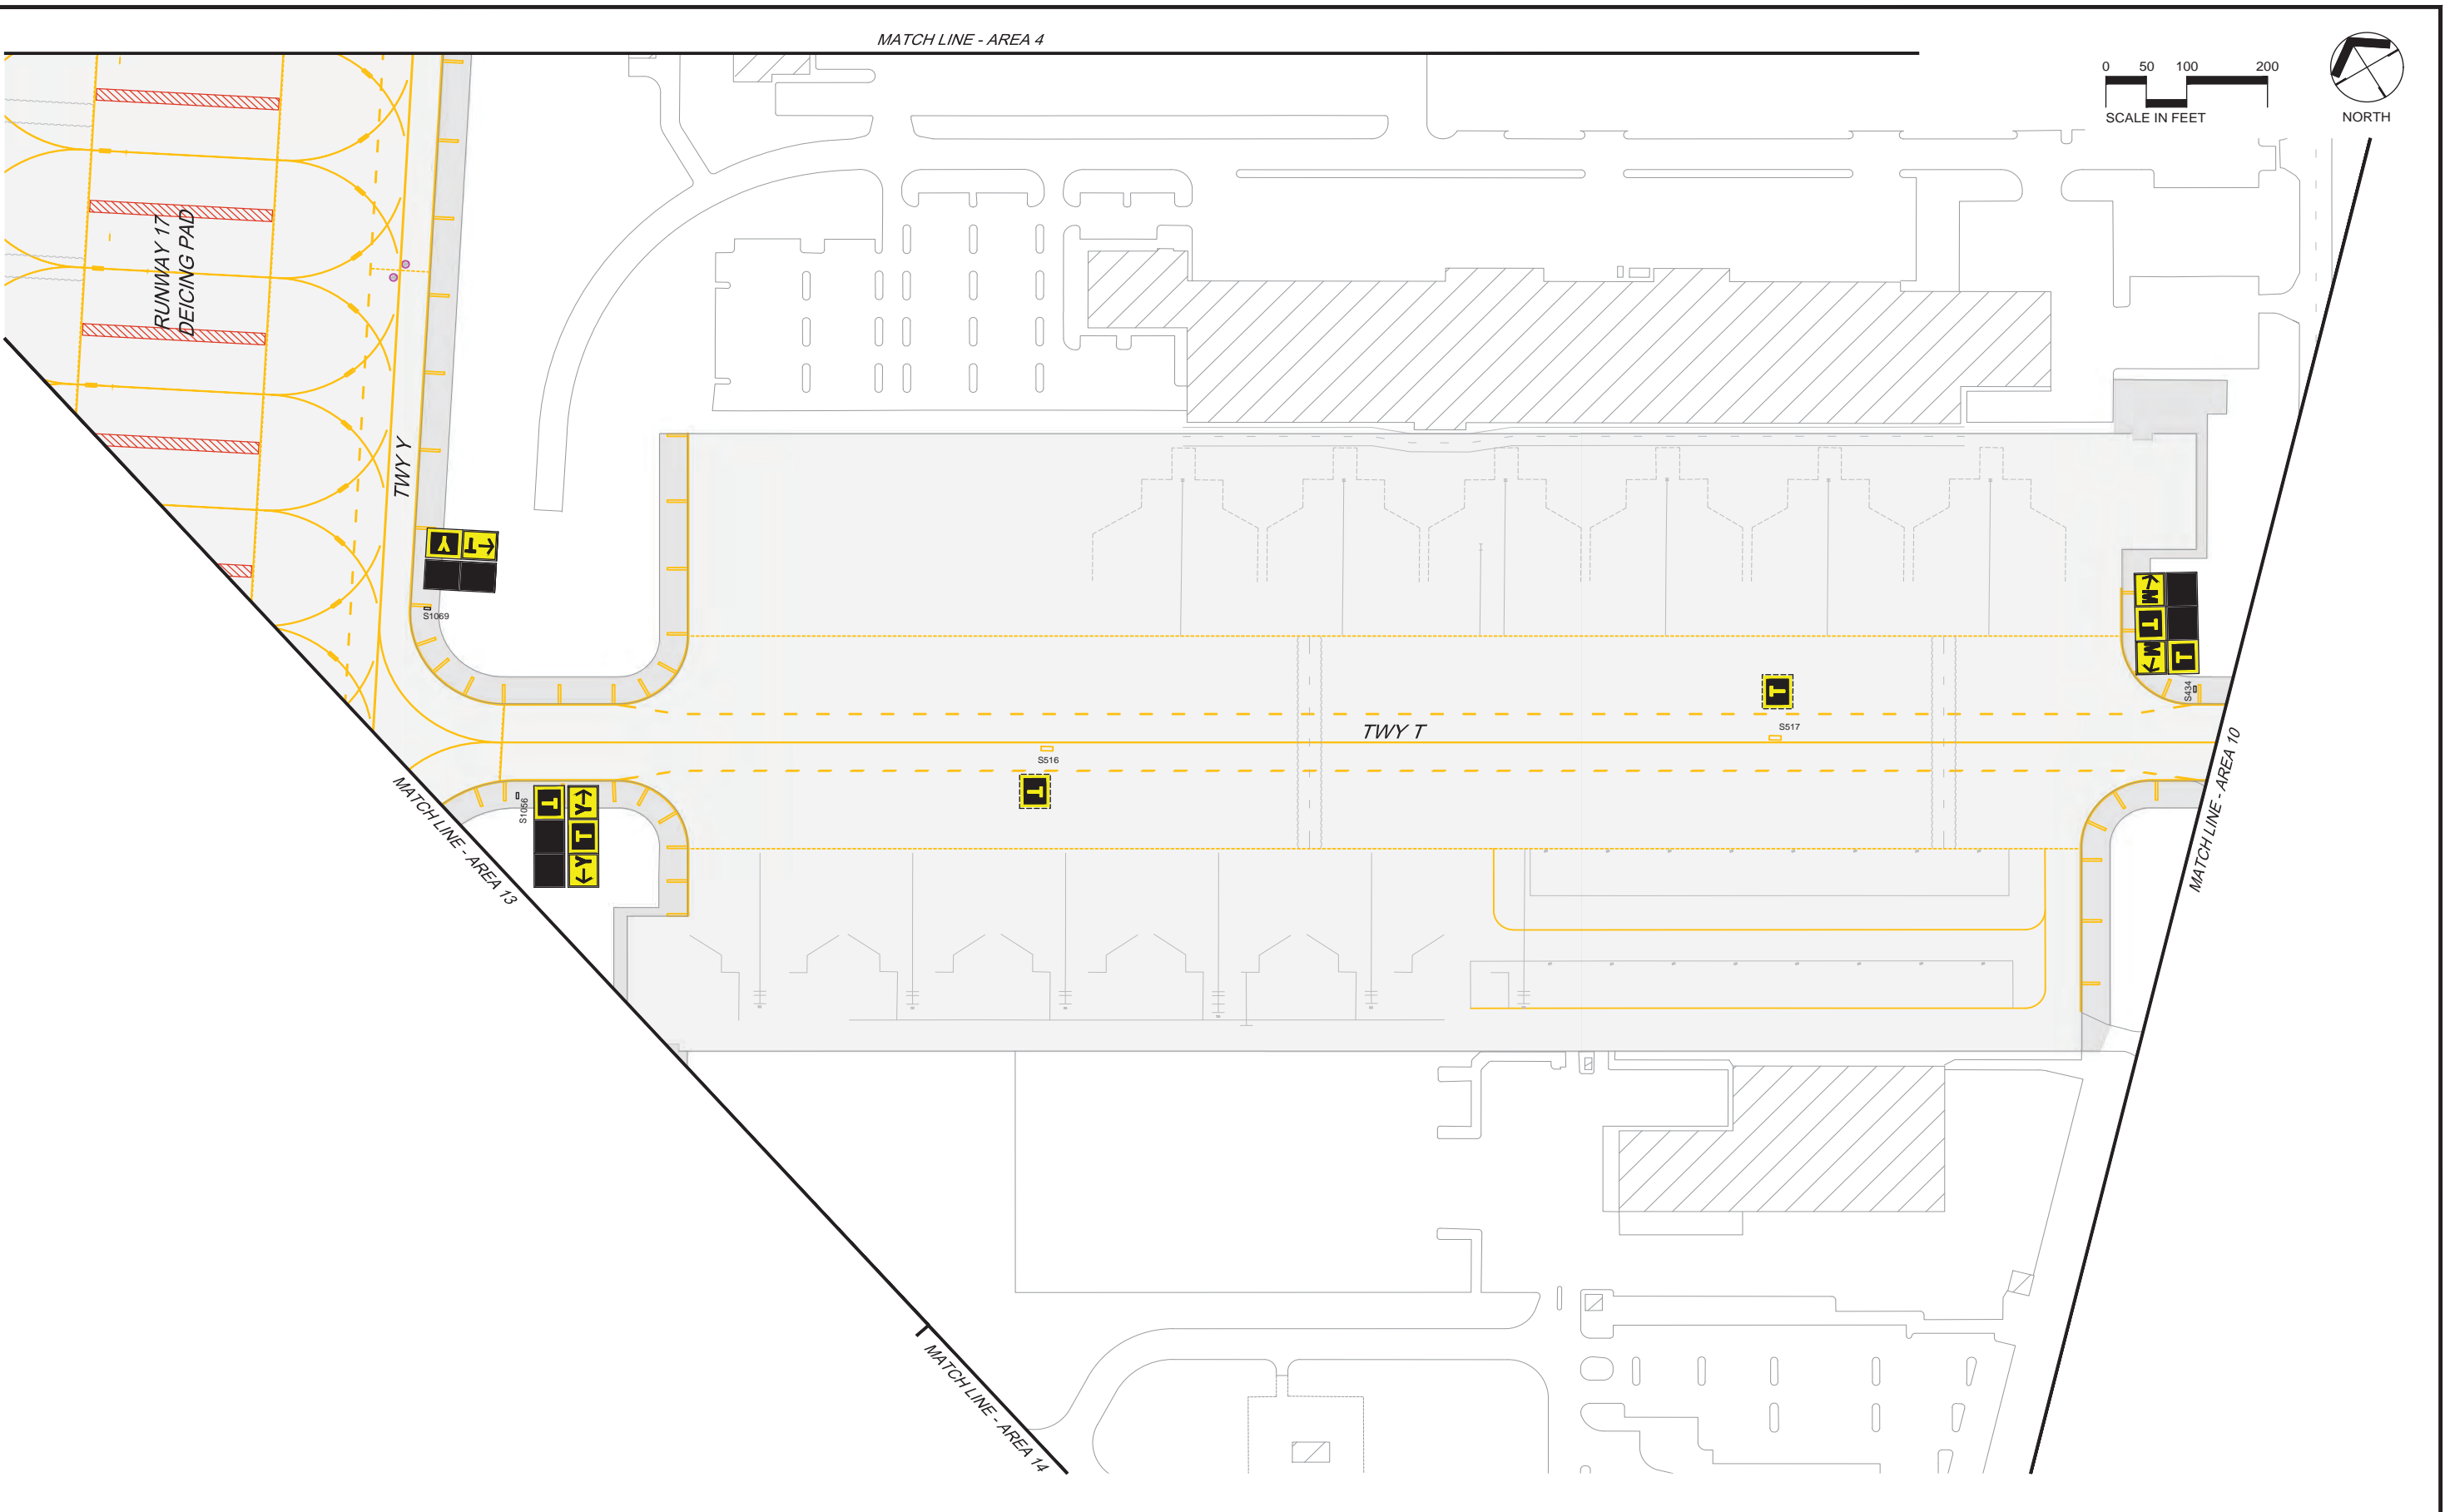 MATCH LINE - AREA 4
0 50 100 200
SCALE IN FEET
NORTH
RUNWAY 17
DEICING PAD
TWY Y
Y T→
S1069
←M T M→
T
S434
T
S517
TWY T
S516
T
S1056
T
←Y T Y→
MATCH LINE - AREA 13
MATCH LINE - AREA 10
MATCH LINE - AREA 14